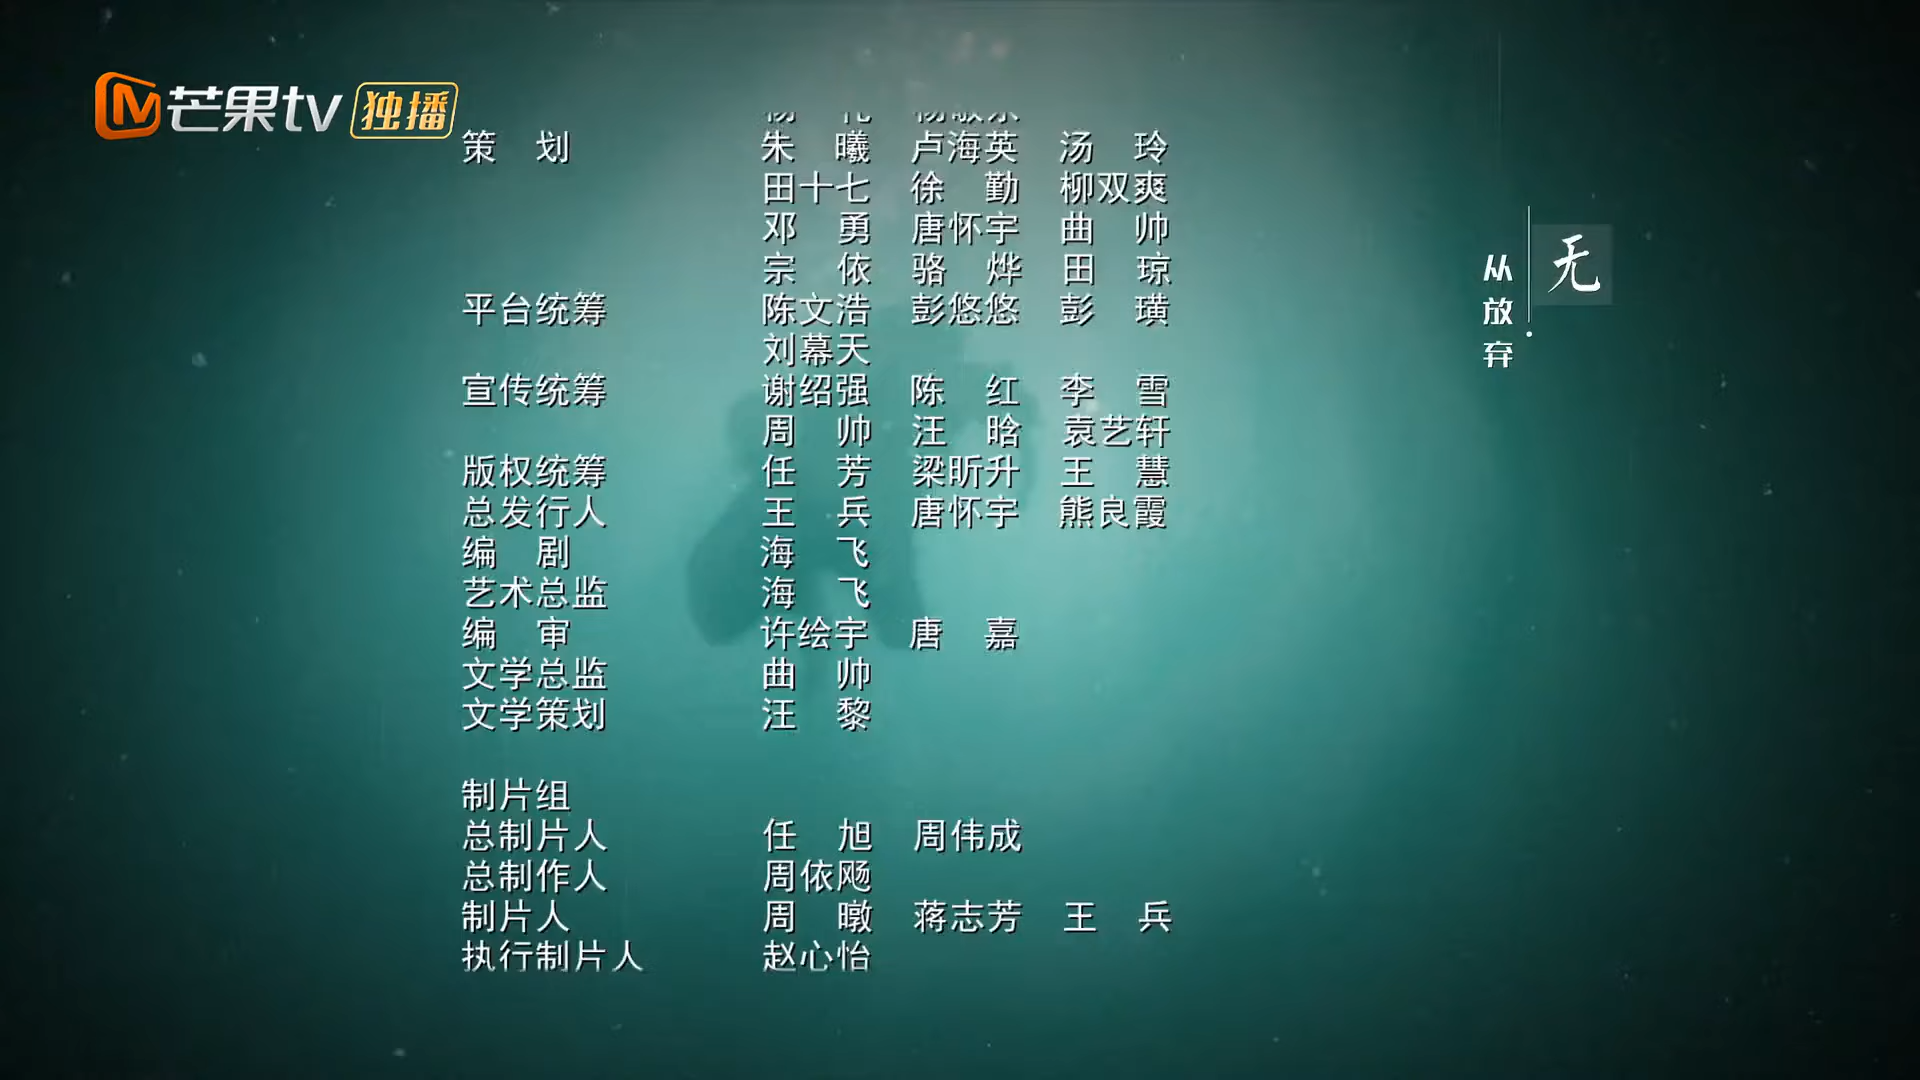 芒果tv 独播
策 划 朱 曦 卢海英 汤 玲
田十七 徐 勤 柳双爽
邓 勇 唐怀宇 曲 帅
宗 依 骆 烨 田 琼
平台统筹 陈文浩 彭悠悠 彭 璜
刘幕天
宣传统筹 谢绍强 陈 红 李 雪
周 帅 汪 晗 袁艺轩
版权统筹 任 芳 梁昕升 王 慧
总发行人 王 兵 唐怀宇 熊良霞
编 剧 海 飞
艺术总监 海 飞
编 审 许绘宇 唐 嘉
文学总监 曲 帅
文学策划 汪 黎
制片组
总制片人 任 旭 周伟成
总制作人 周依飏
制片人 周 暾 蒋志芳 王 兵
执行制片人 赵心怡
无
从放弃